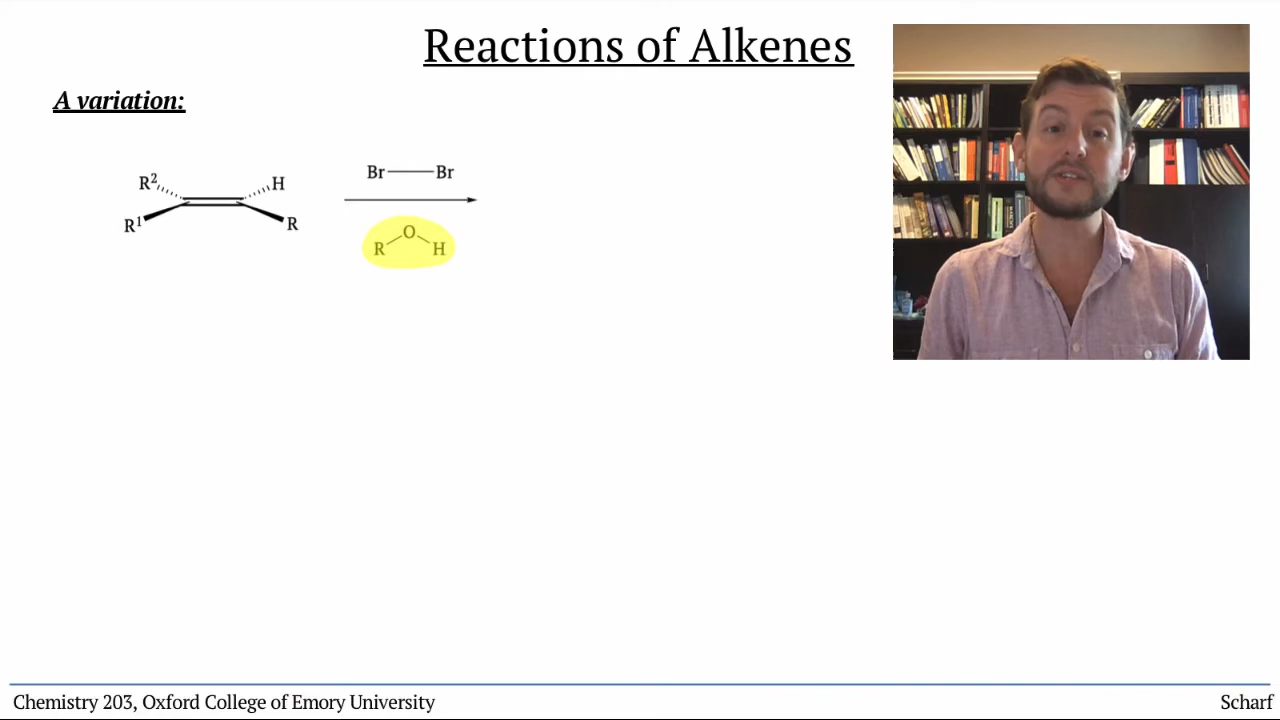 Reactions of Alkenes
A variation:
R² H
R¹ R
Br Br
O
R H
Chemistry 203, Oxford College of Emory University
Scharf